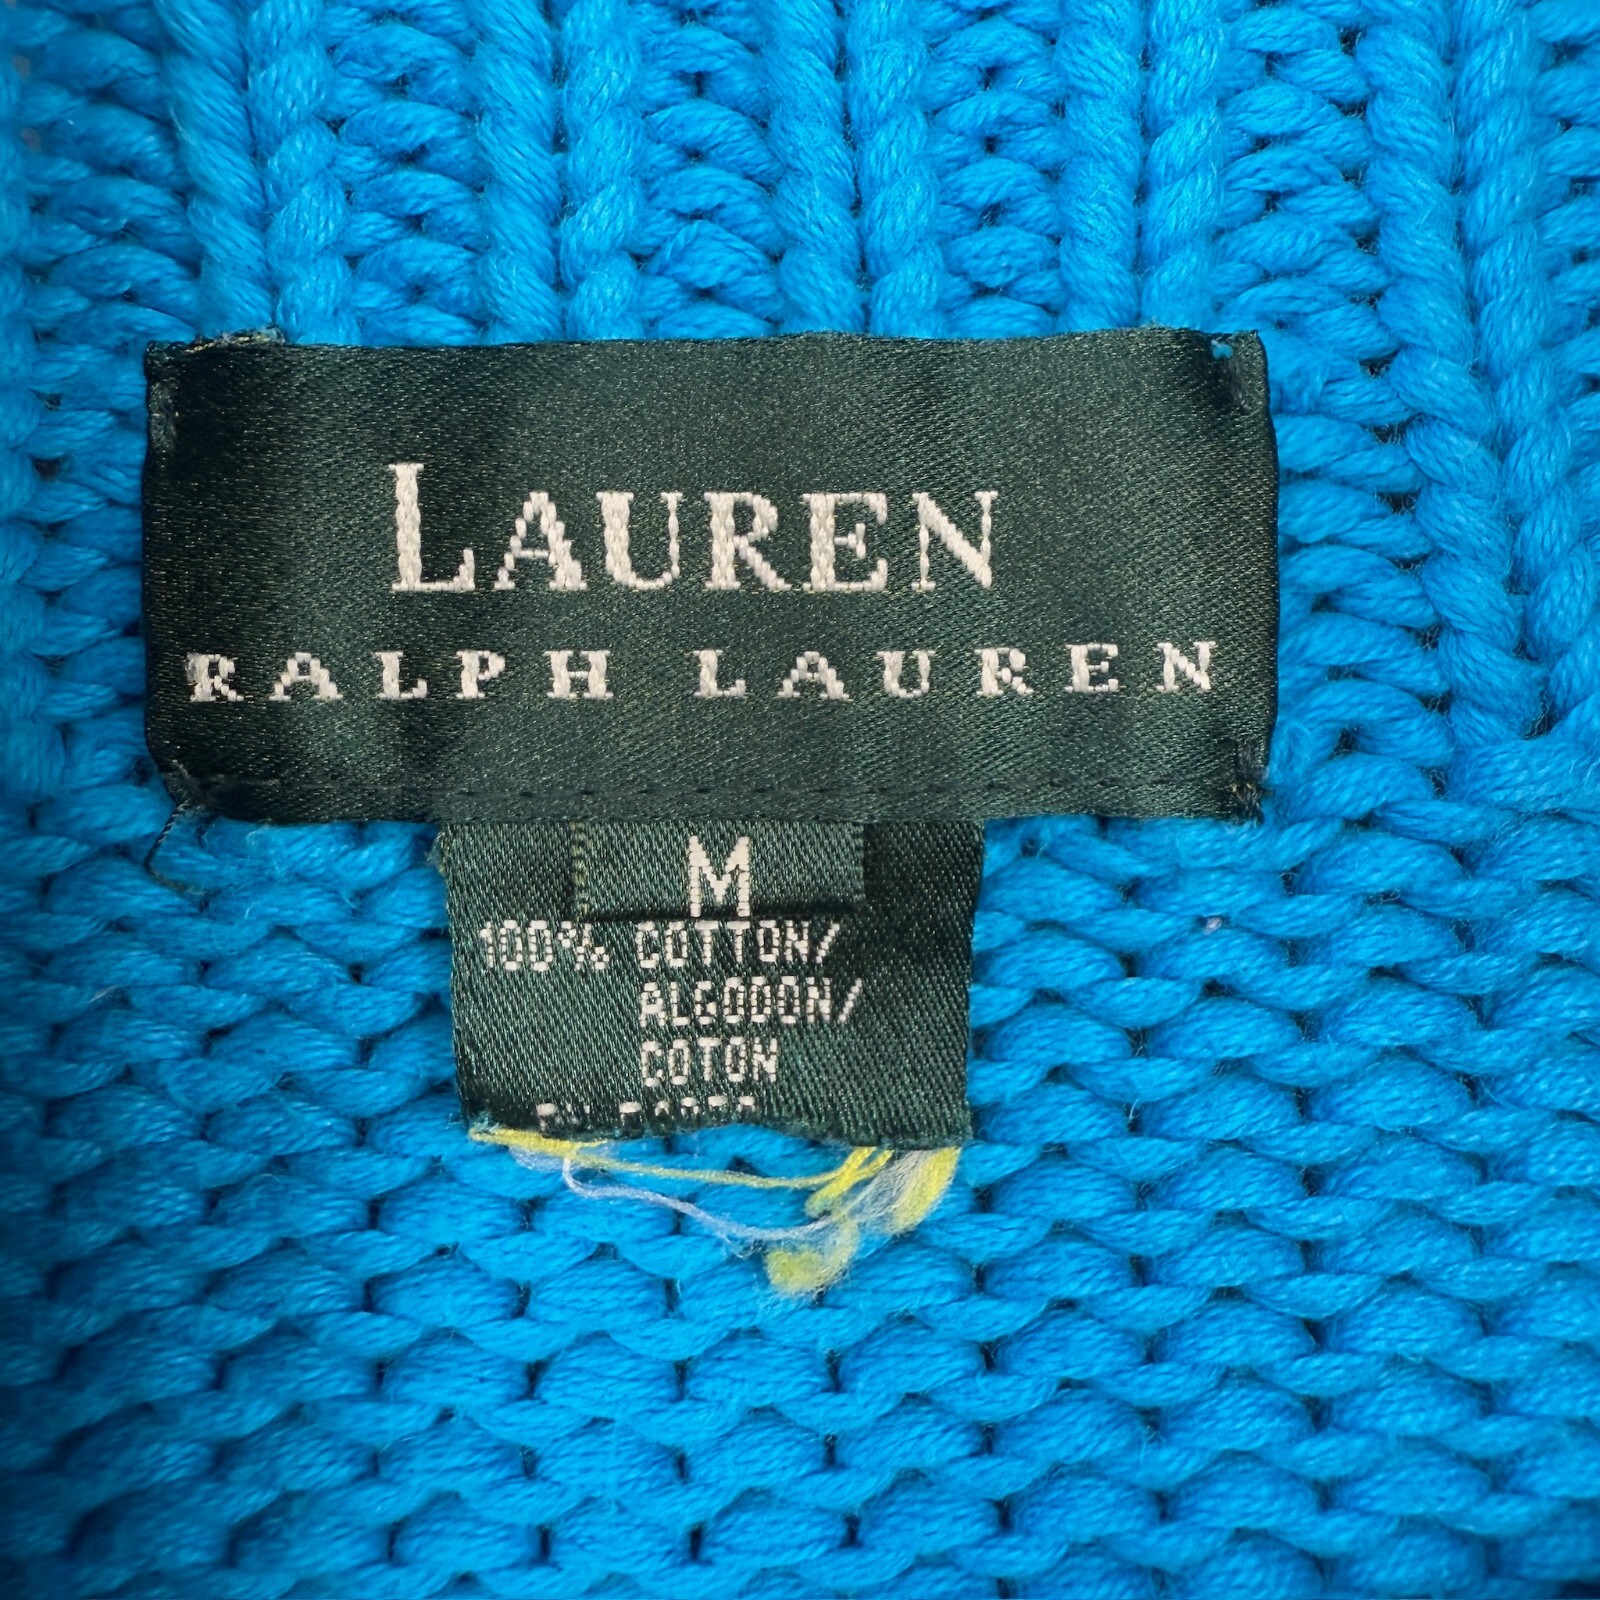 LAUREN
RALPH LAUREN
M
100% COTTON/
ALGODON/
COTON